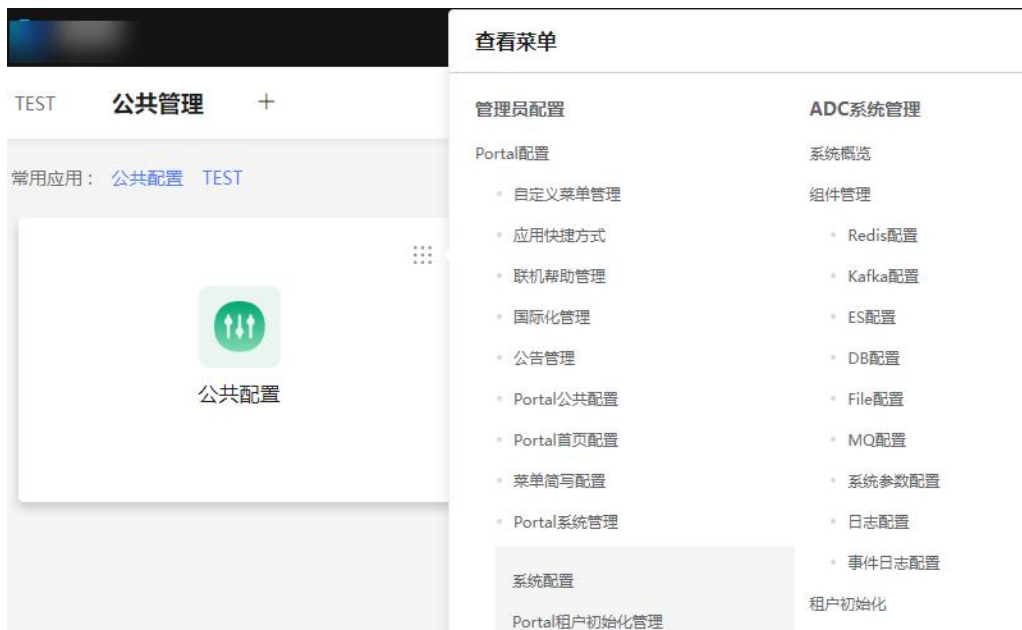 TEST 公共管理 +
常用应用： 公共配置 TEST
公共配置
查看菜单
管理员配置
Portal配置
自定义菜单管理
应用快捷方式
联机帮助管理
国际化管理
公告管理
Portal公共配置
Portal首页配置
菜单简写配置
Portal系统管理
系统配置
Portal租户初始化管理
ADC系统管理
系统概览
组件管理
Redis配置
Kafka配置
ES配置
DB配置
File配置
MQ配置
系统参数配置
日志配置
事件日志配置
租户初始化